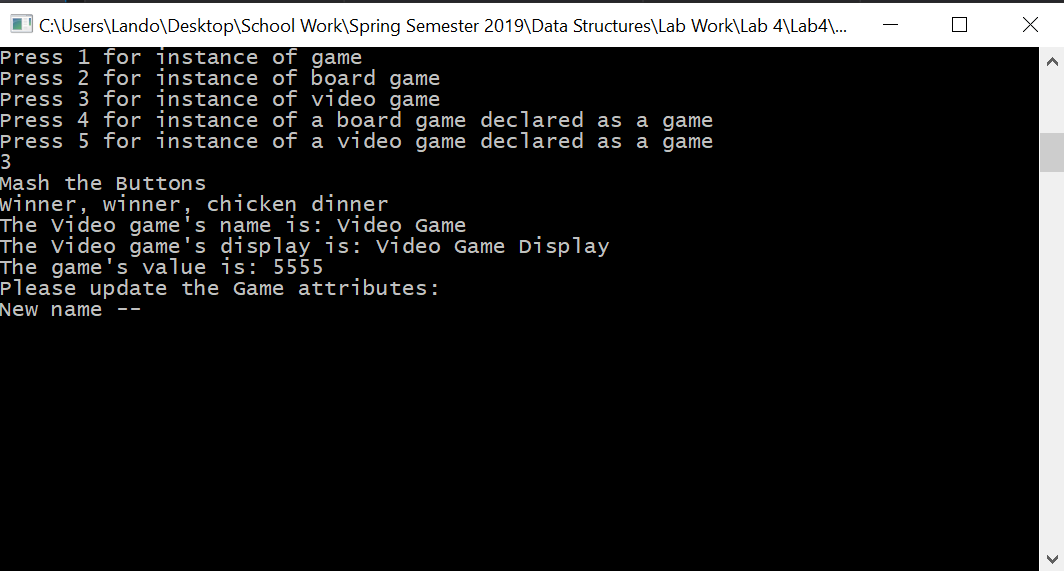 C:\Users\Lando\Desktop\School Work\Spring Semester 2019\Data Structures\Lab Work\Lab 4\Lab4\...
Press 1 for instance of game
Press 2 for instance of board game
Press 3 for instance of video game
Press 4 for instance of a board game declared as a game
Press 5 for instance of a video game declared as a game
3
Mash the Buttons
Winner, winner, chicken dinner
The Video game's name is: Video Game
The Video game's display is: Video Game Display
The game's value is: 5555
Please update the Game attributes:
New name --